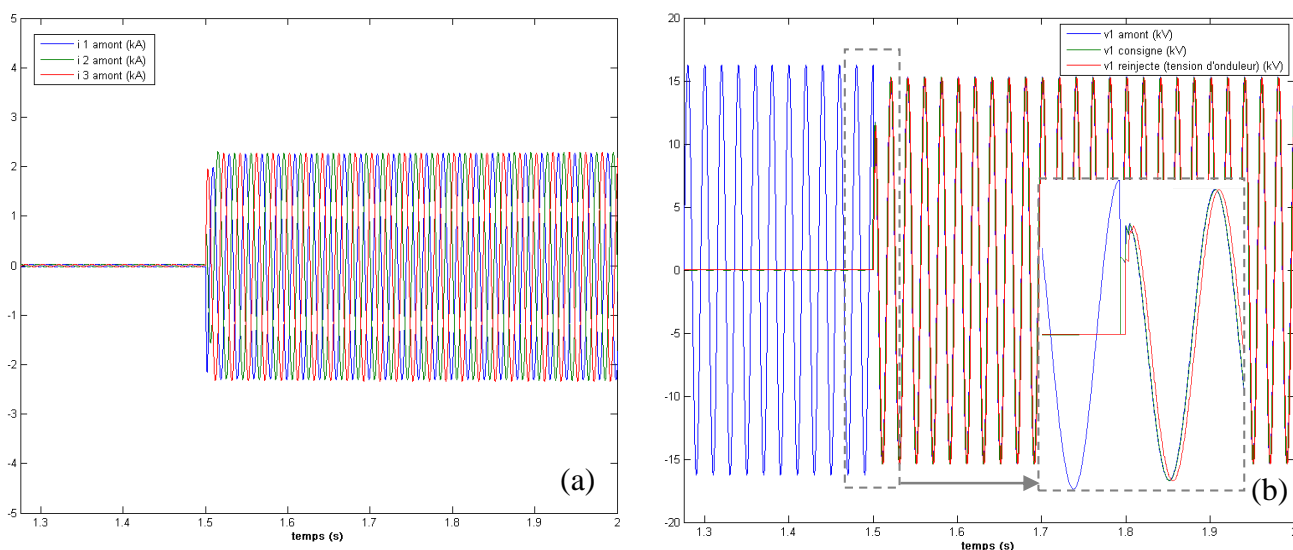 5
4
3
2
1
0
-1
-2
-3
-4
-5
i 1 amont (kA)
i 2 amont (kA)
i 3 amont (kA)
(a)
1.3 1.4 1.5 1.6 1.7 1.8 1.9 2
temps (s)
20
15
10
5
0
-5
-10
-15
-20
v1 amont (kV)
v1 consigne (kV)
v1 reinjecte (tension d'onduleur) (kV)
(b)
1.3 1.4 1.5 1.6 1.7 1.8 1.9 2
temps (s)